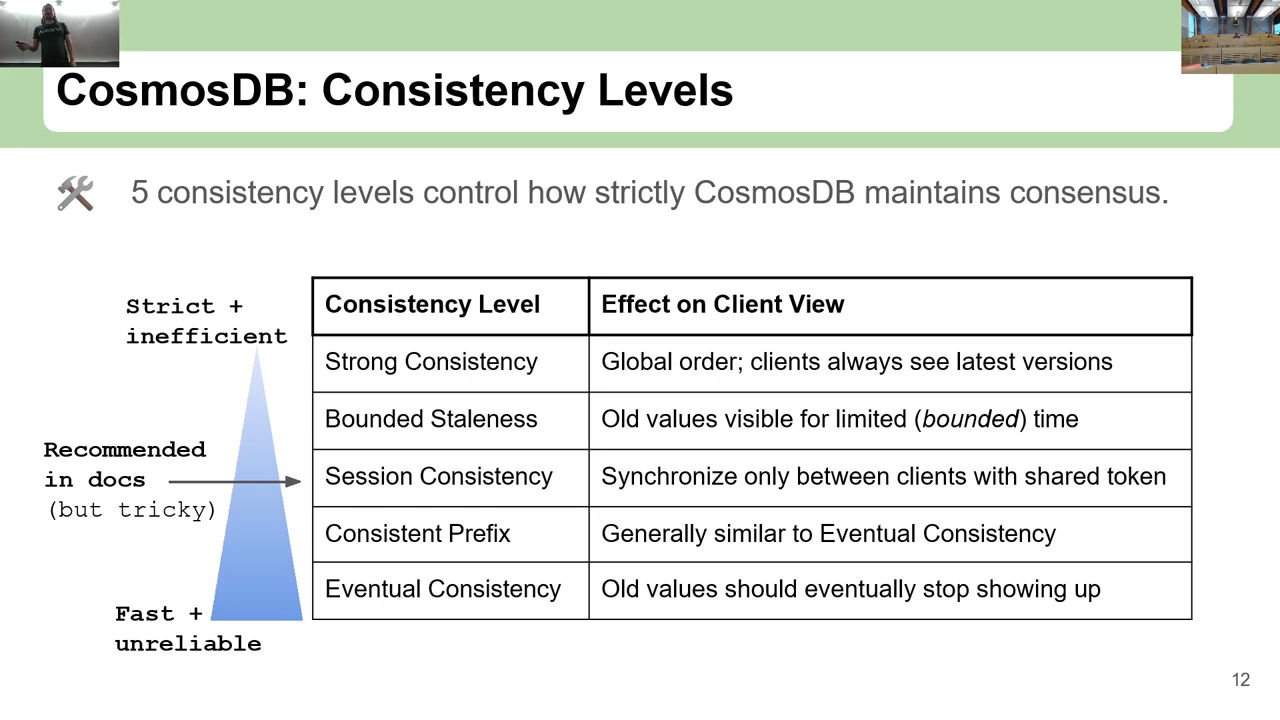 CosmosDB: Consistency Levels
5 consistency levels control how strictly CosmosDB maintains consensus.
Strict +
inefficient
Recommended
in docs
(but tricky)
Fast +
unreliable
Consistency Level Effect on Client View
Strong Consistency Global order; clients always see latest versions
Bounded Staleness Old values visible for limited (bounded) time
Session Consistency Synchronize only between clients with shared token
Consistent Prefix Generally similar to Eventual Consistency
Eventual Consistency Old values should eventually stop showing up
12